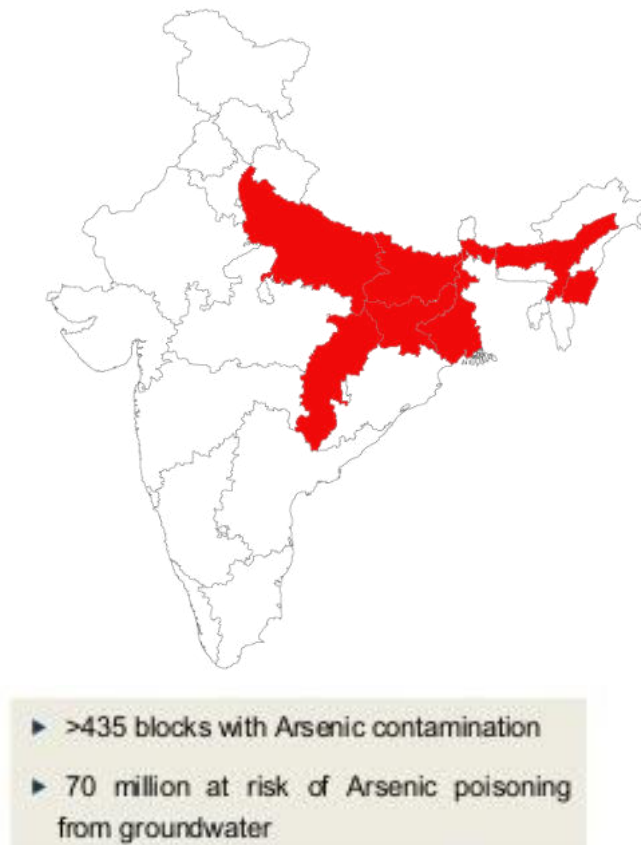 ► >435 blocks with Arsenic contamination
► 70 million at risk of Arsenic poisoning
from groundwater